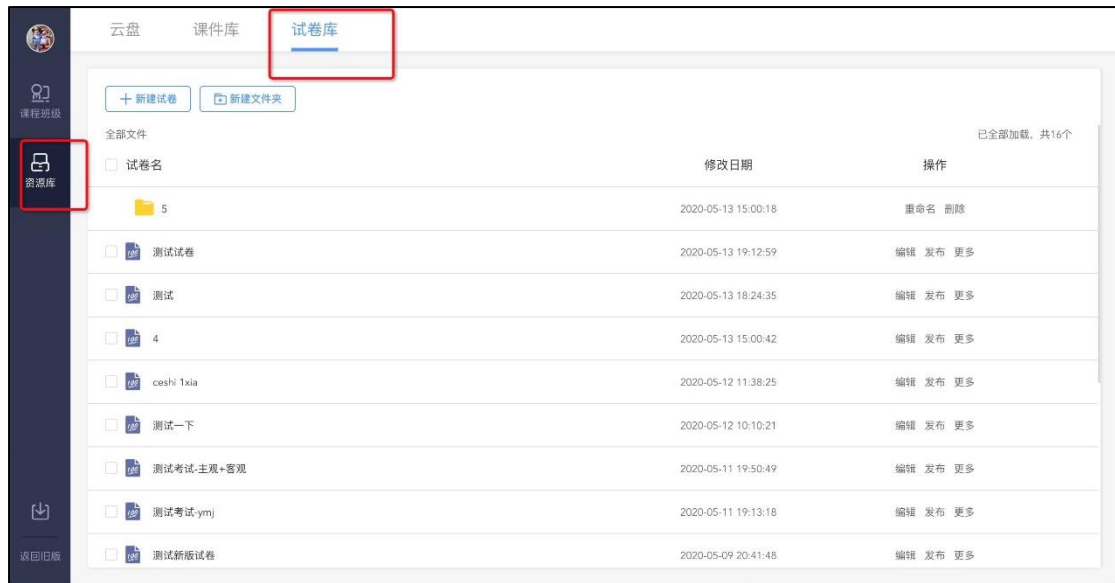 云盘 课件库 试卷库
课程班级
资源库
返回旧版
新建试卷 新建文件夹
全部文件 已全部加载，共16个
试卷名 修改日期 操作
5 2020-05-13 15:00:18 重命名 删除
测试试卷 2020-05-13 19:12:59 编辑 发布 更多
测试 2020-05-13 18:24:35 编辑 发布 更多
4 2020-05-13 15:00:42 编辑 发布 更多
ceshi 1xia 2020-05-12 11:38:25 编辑 发布 更多
测试一下 2020-05-12 10:10:21 编辑 发布 更多
测试考试-主观+客观 2020-05-11 19:50:49 编辑 发布 更多
测试考试-ymj 2020-05-11 19:13:18 编辑 发布 更多
测试新版试卷 2020-05-09 20:41:48 编辑 发布 更多